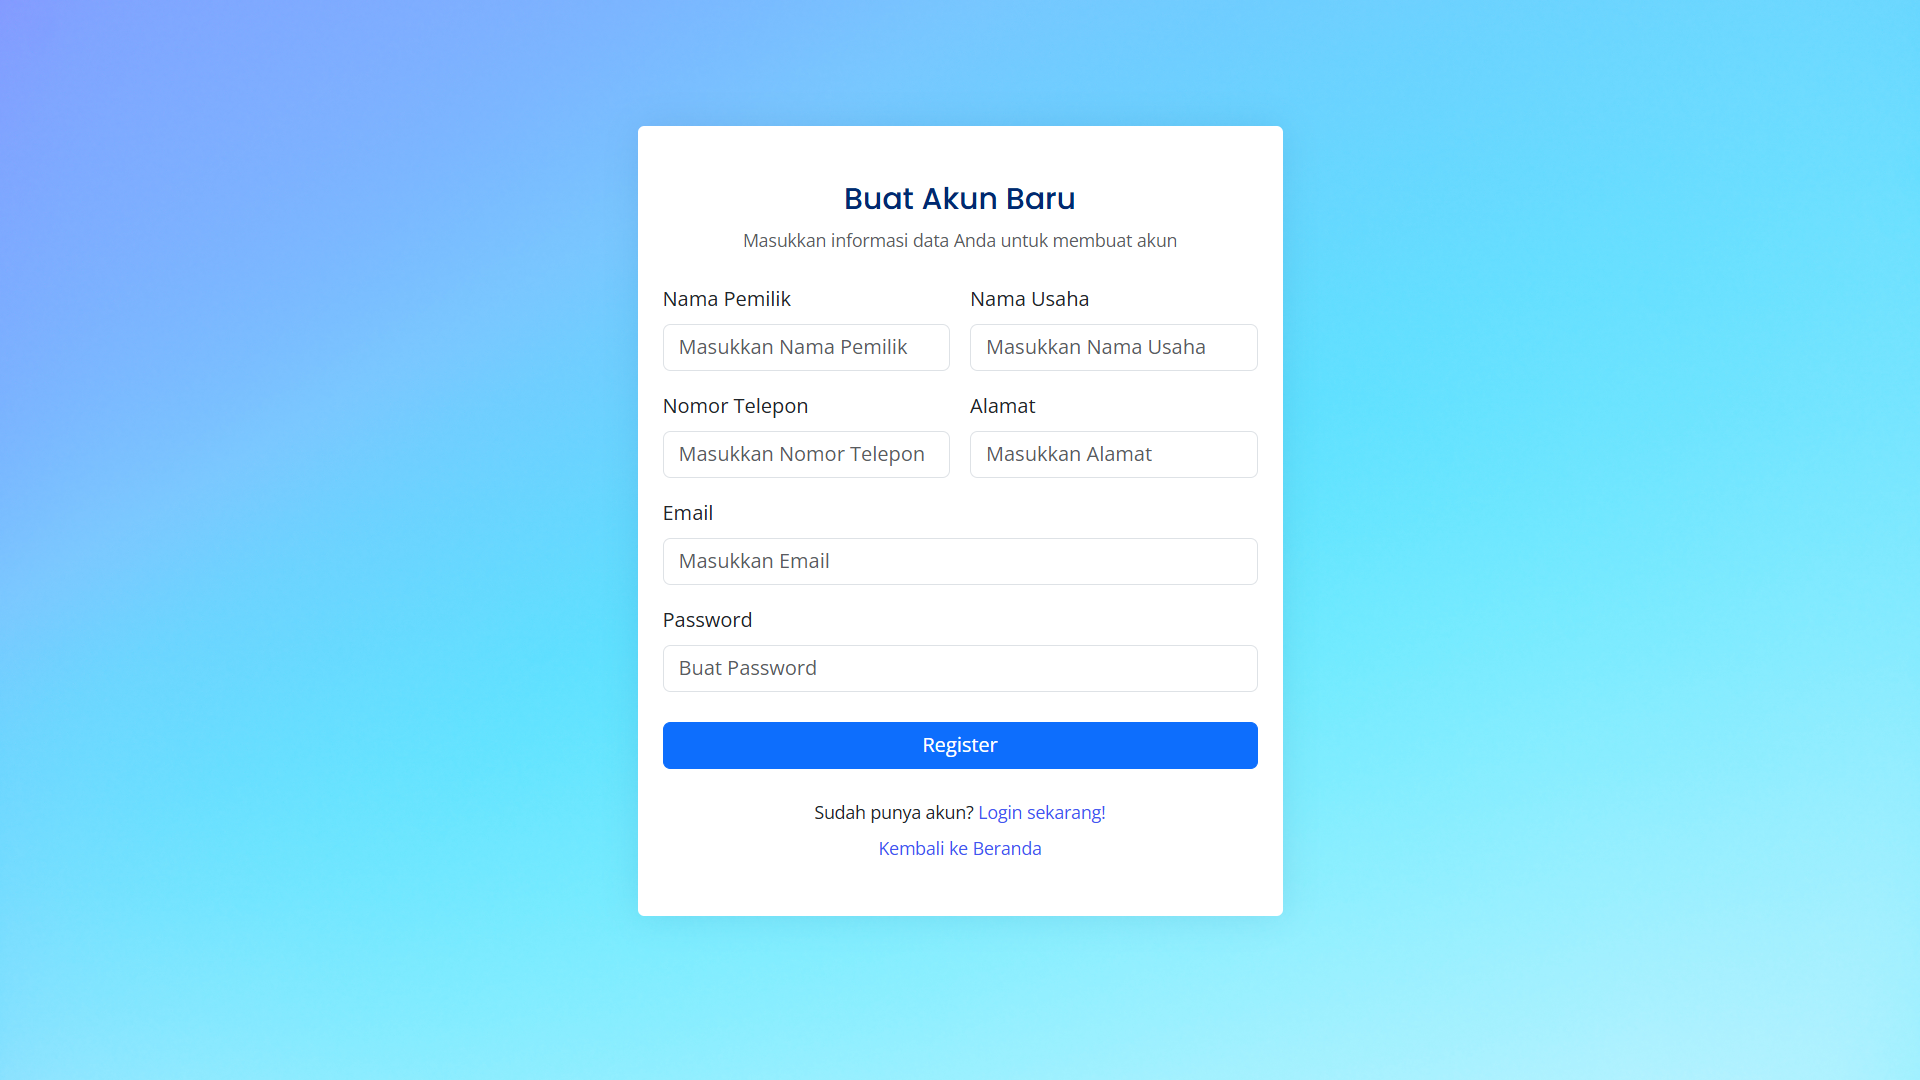 Buat Akun Baru
Masukkan informasi data Anda untuk membuat akun
Nama Pemilik
Nama Usaha
Masukkan Nama Pemilik
Masukkan Nama Usaha
Nomor Telepon
Alamat
Masukkan Nomor Telepon
Masukkan Alamat
Email
Masukkan Email
Password
Buat Password
Register
Sudah punya akun? Login sekarang!
Kembali ke Beranda